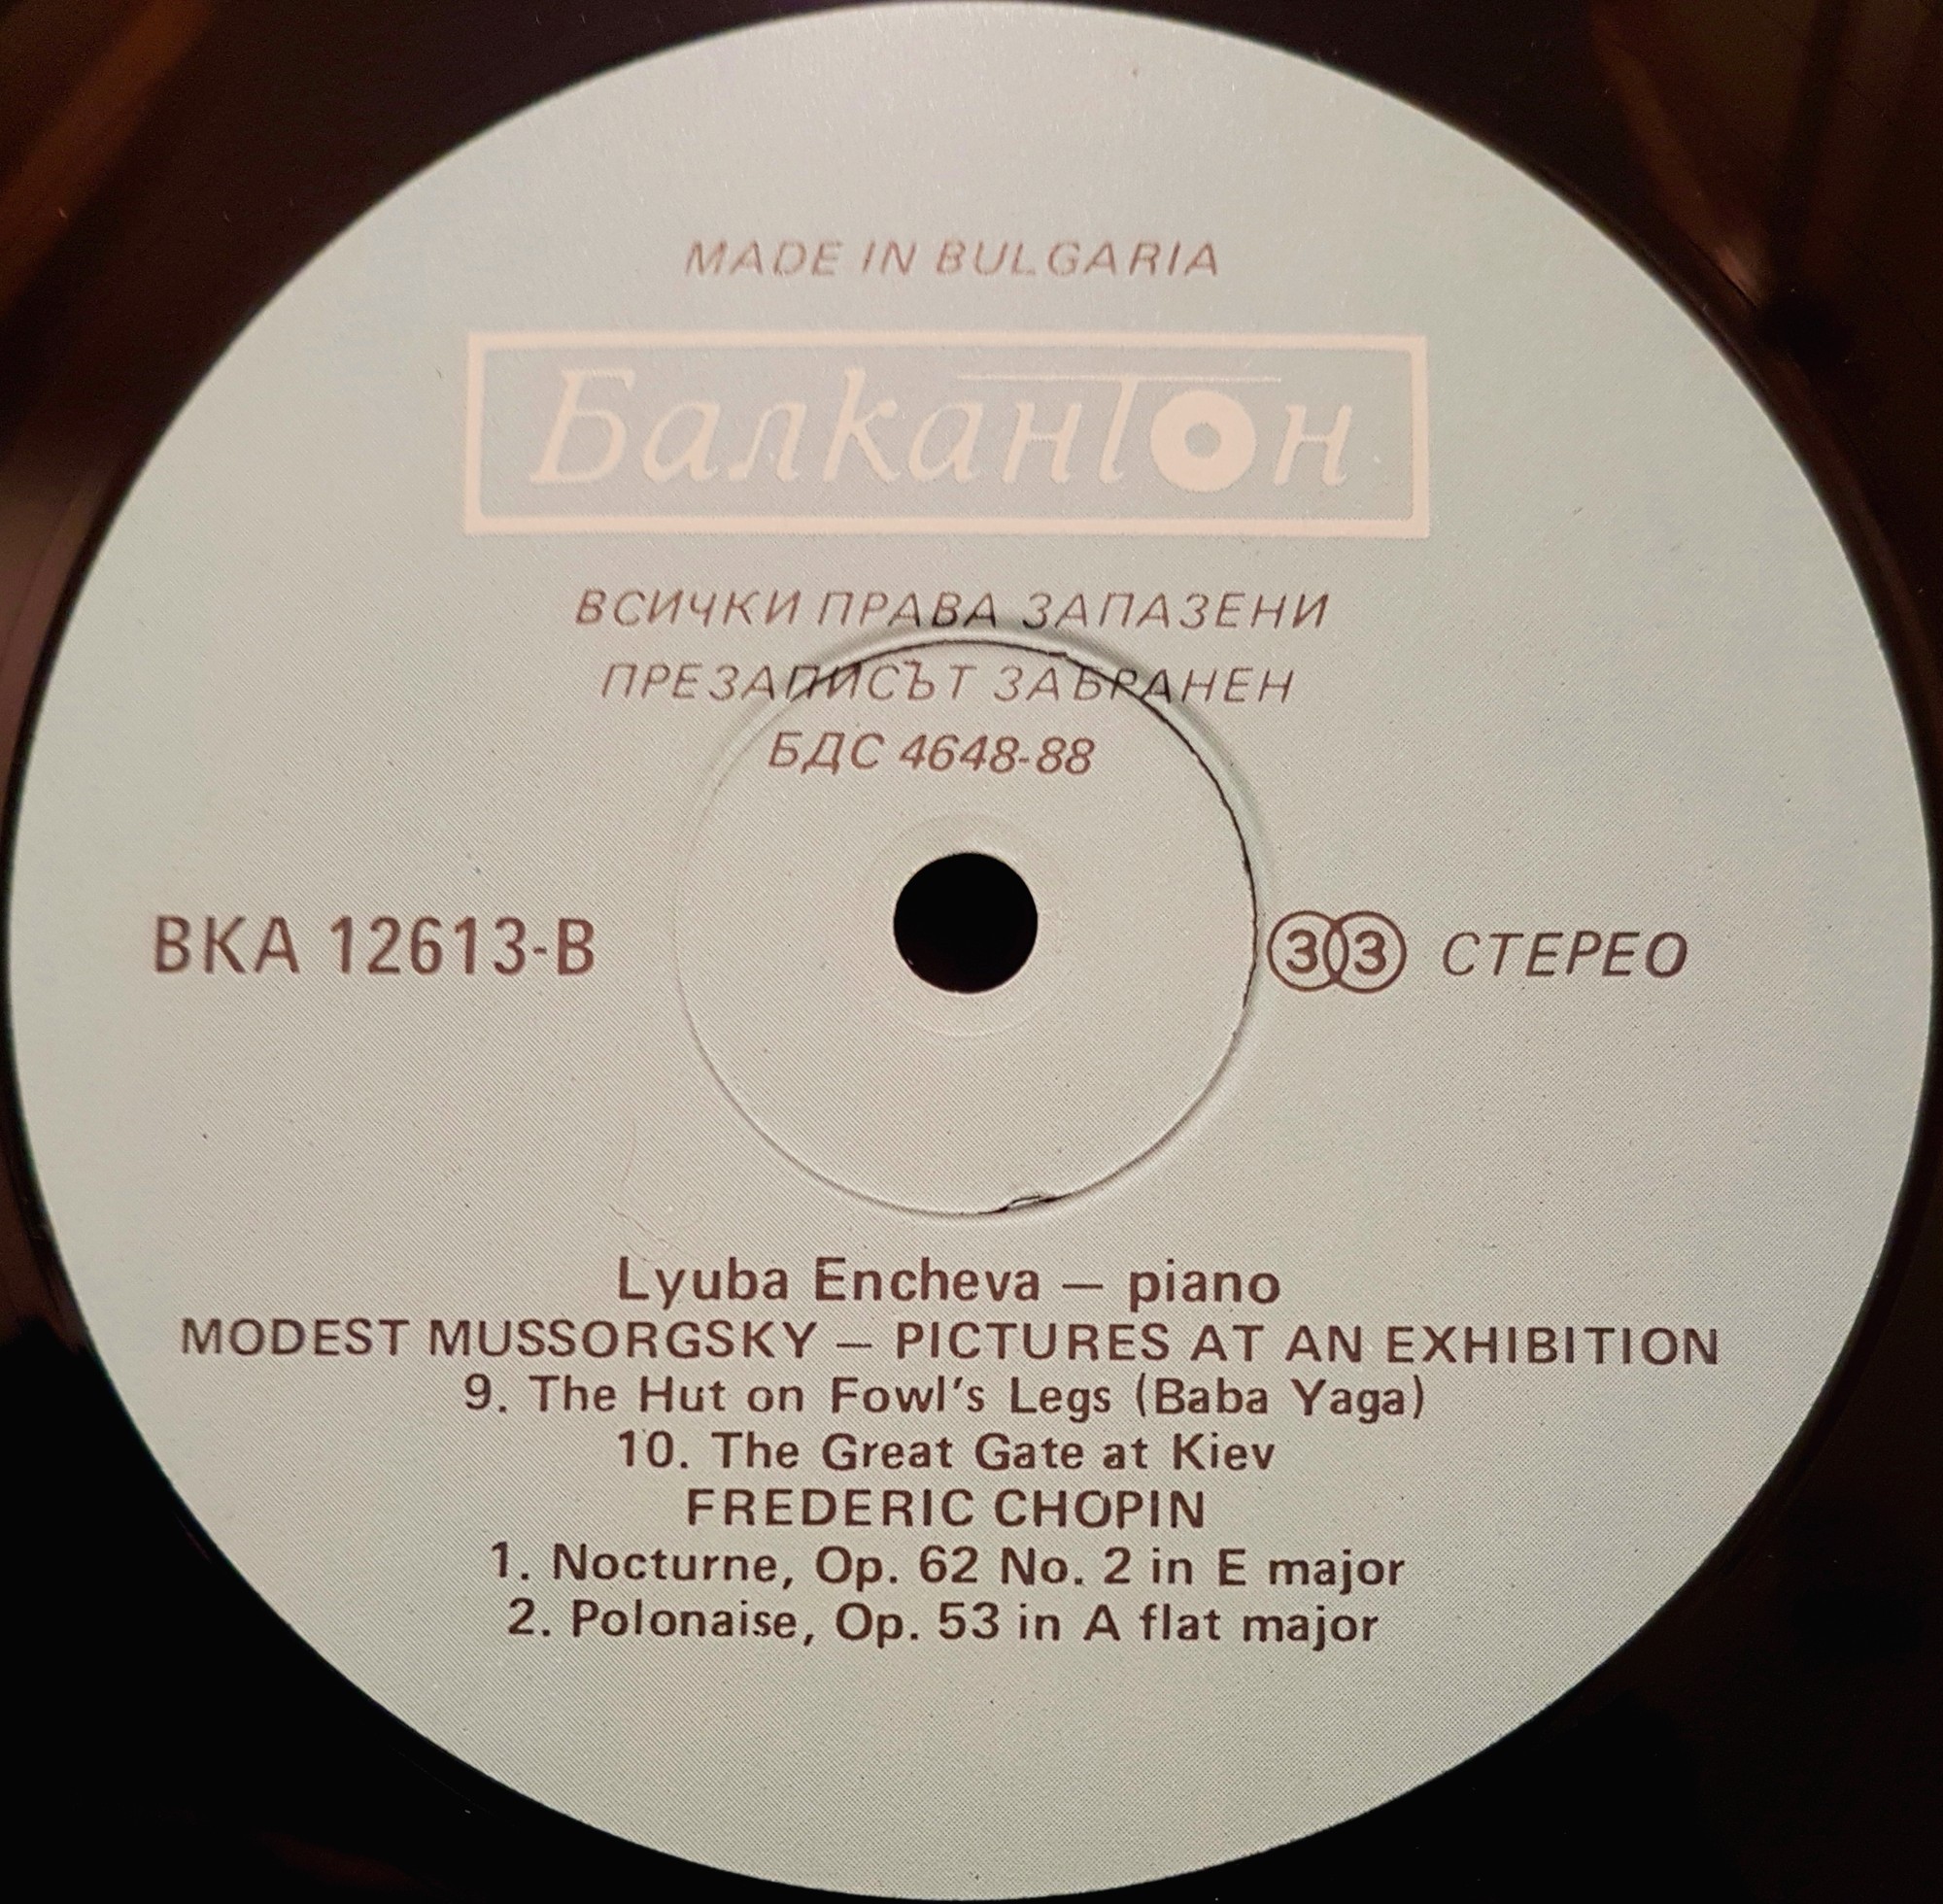 MADE IN BULGARIA
Балкантон
ВСИЧКИ ПРАВА ЗАПАЗЕНИ
ПРЕЗАПИСЪТ ЗАБРАНЕН
БДС 4648-88
ВКА 12613-В
33 СТЕРЕО
Lyuba Encheva — piano
MODEST MUSSORGSKY — PICTURES AT AN EXHIBITION
9. The Hut on Fowl's Legs (Baba Yaga)
10. The Great Gate at Kiev
FREDERIC CHOPIN
1. Nocturne, Op. 62 No. 2 in E major
2. Polonaise, Op. 53 in A flat major